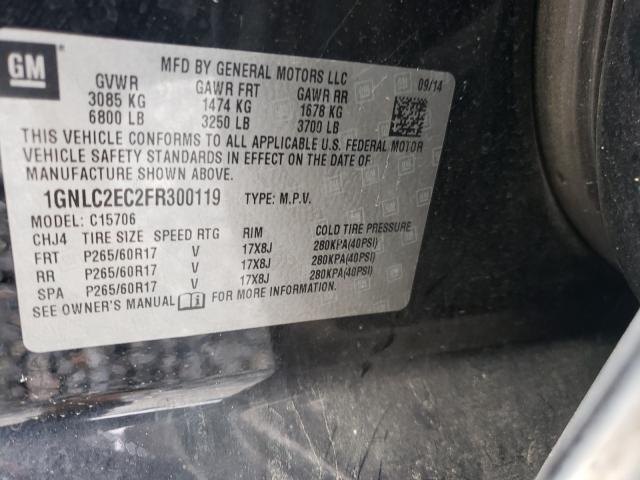 GM
MFD BY GENERAL MOTORS LLC
09/14
GVWR GAWR FRT GAWR RR
3085 KG 1474 KG 1678 KG
6800 LB 3250 LB 3700 LB
THIS VEHICLE CONFORMS TO ALL APPLICABLE U.S. FEDERAL MOTOR
VEHICLE SAFETY STANDARDS IN EFFECT ON THE DATE OF
MANUFACTURE SHOWN ABOVE.
1GNLC2EC2FR300119 TYPE: M.P.V.
MODEL: C15706
CHJ4 TIRE SIZE SPEED RTG RIM COLD TIRE PRESSURE
FRT P265/60R17 V 17X8J 280KPA(40PSI)
RR P265/60R17 V 17X8J 280KPA(40PSI)
SPA P265/60R17 V 17X8J 280KPA(40PSI)
SEE OWNER'S MANUAL FOR MORE INFORMATION.